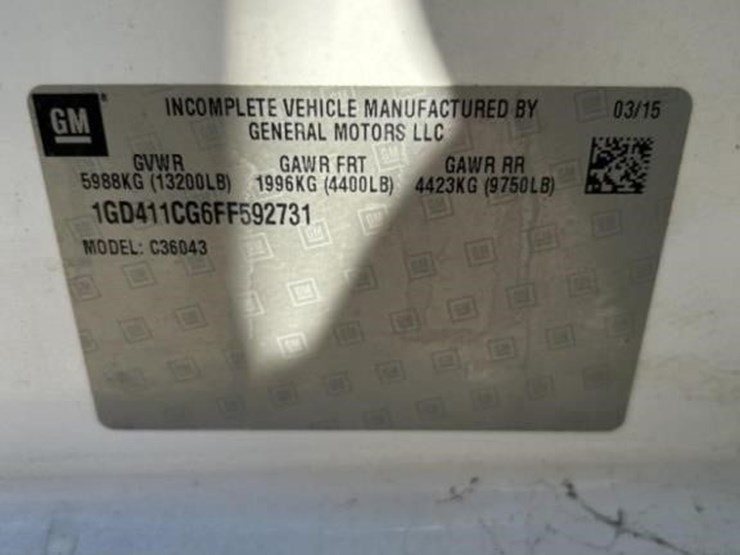 GM
INCOMPLETE VEHICLE MANUFACTURED BY
GENERAL MOTORS LLC
03/15
GVWR
5988KG (13200LB)
GAWR FRT
1996KG (4400LB)
GAWR RR
4423KG (9750LB)
1GD411CG6FF592731
MODEL: C36043